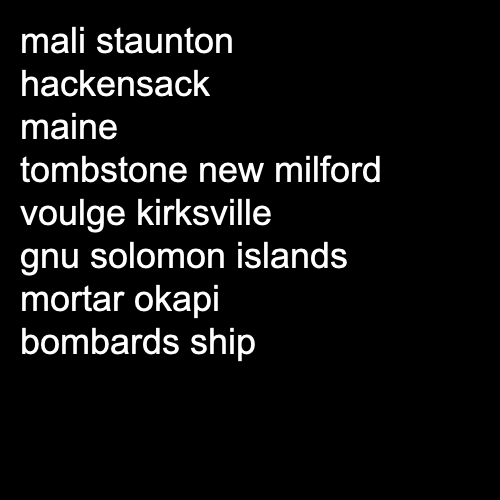 mali staunton
hackensack
maine
tombstone new milford
voulge kirksville
gnu solomon islands
mortar okapi
bombards ship